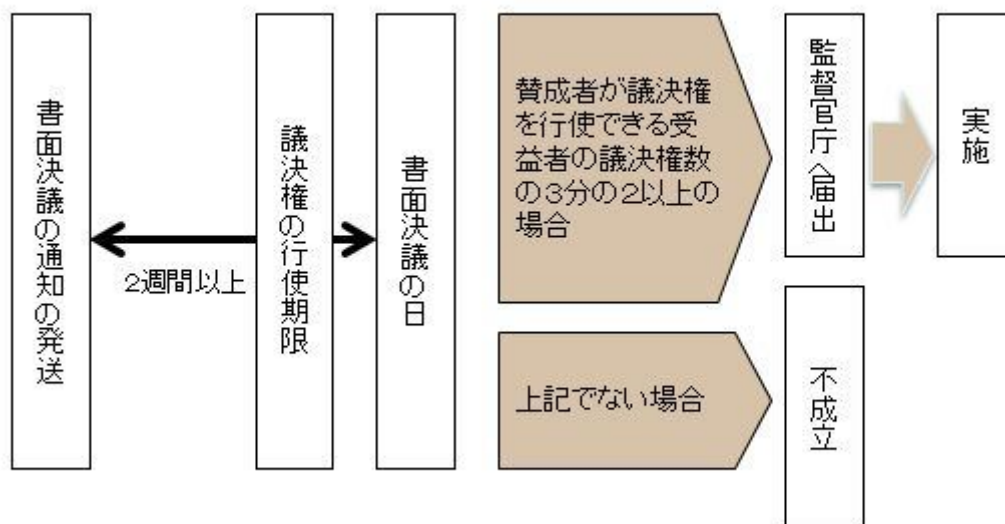 書面決議の通知の発送
2週間以上
議決権の行使期限
書面決議の日
賛成者が議決権
を行使できる受
益者の議決権数
の3分の2以上の
場合
監督官庁へ届出
実施
上記でない場合
不成立